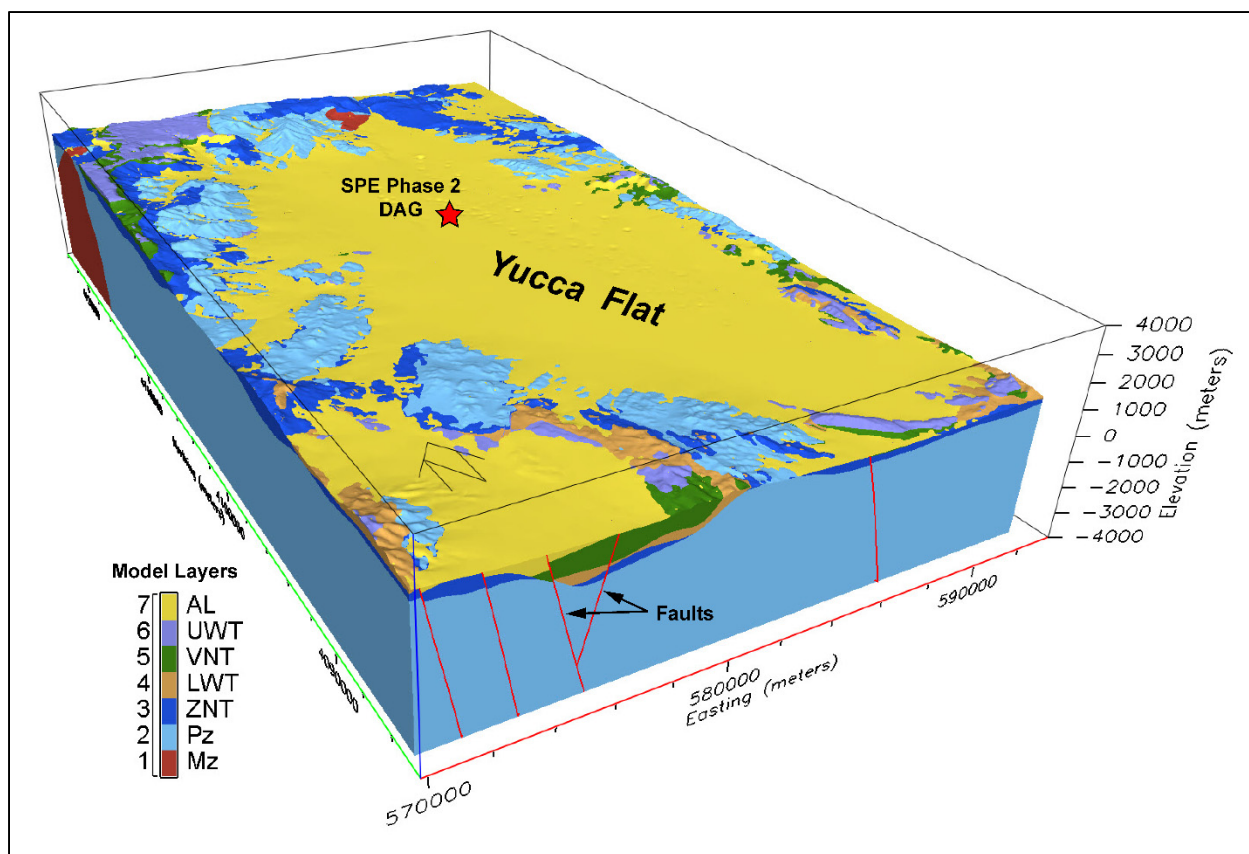 SPE Phase 2
DAG
Yucca Flat
4000
3000
2000
1000
0
−1000
−2000
−3000
−4000
Elevation (meters)
Model Layers
7 AL
6 UWT
5 VNT
4 LWT
3 ZNT
2 Pz
1 Mz
Faults
590000
580000
Easting (meters)
570000
4090000